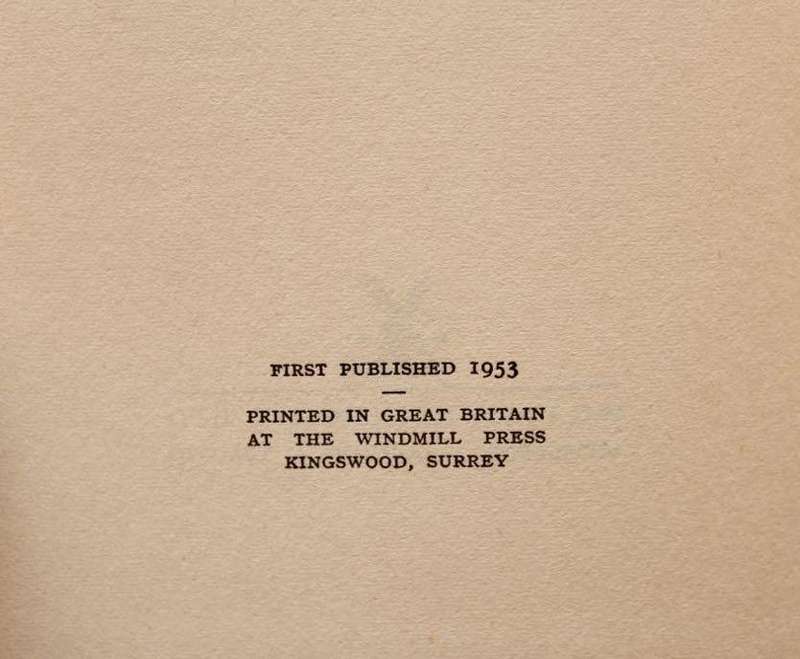 FIRST PUBLISHED 1953
PRINTED IN GREAT BRITAIN
AT THE WINDMILL PRESS
KINGSWOOD, SURREY